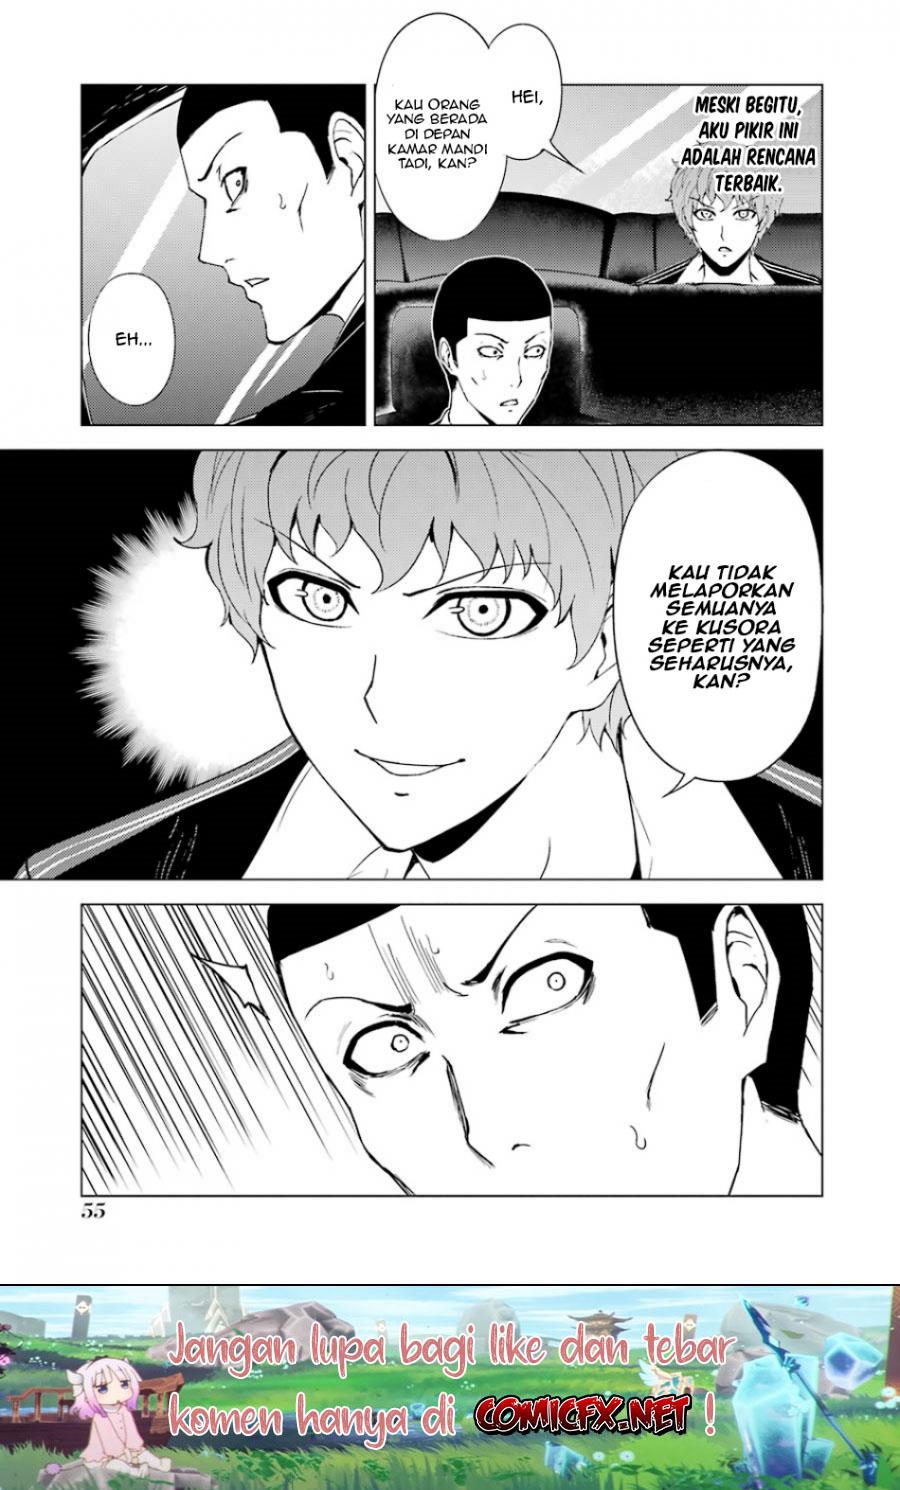 MESKI BEGITU,
AKU PIKIR INI
ADALAH RENCANA
TERBAIK.
HEI,
KAU ORANG
YANG BERADA
DI DEPAN
KAMAR MANDI
TADI, KAN?
EH...
KAU TIDAK
MELAPORKAN
SEMUANYA
KE KUSORA
SEPERTI YANG
SEHARUSNYA,
KAN?
55
Jangan lupa bagi like dan tebar
komen hanya di COMICFX.NET !